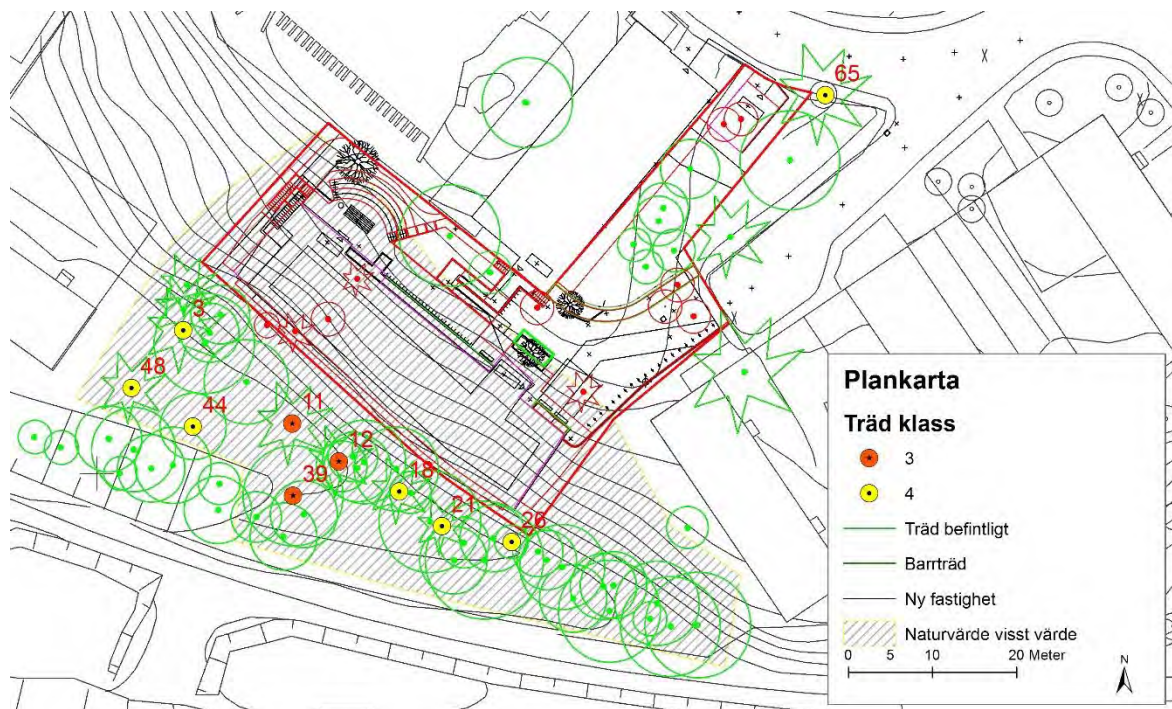 65
3
48
44
11
12
39
18
21
26
Plankarta
Träd klass
3
4
Träd befintligt
Barrträd
Ny fastighet
Naturvärde visst värde
0 5 10 20 Meter
N